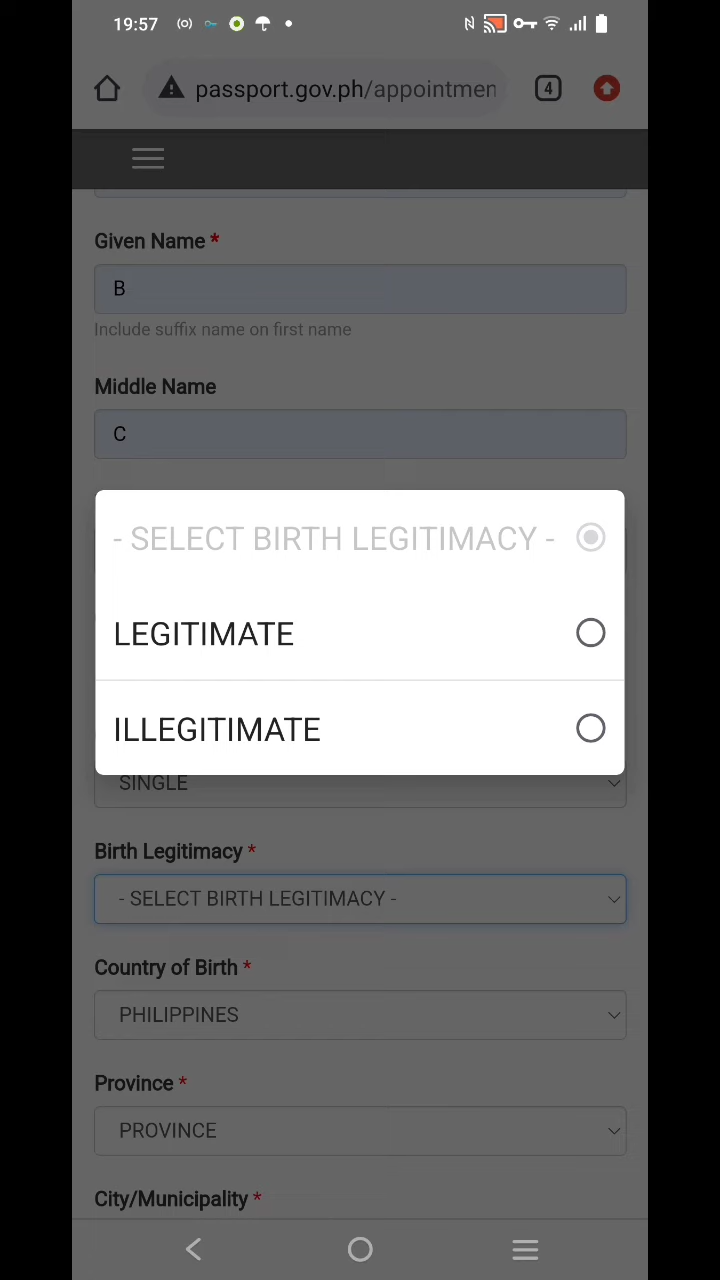 19:57
passport.gov.ph/appointmen
4
Given Name *
B
Include suffix name on first name
Middle Name
C
- SELECT BIRTH LEGITIMACY -
LEGITIMATE
ILLEGITIMATE
SINGLE
Birth Legitimacy *
- SELECT BIRTH LEGITIMACY -
Country of Birth *
PHILIPPINES
Province *
PROVINCE
City/Municipality *